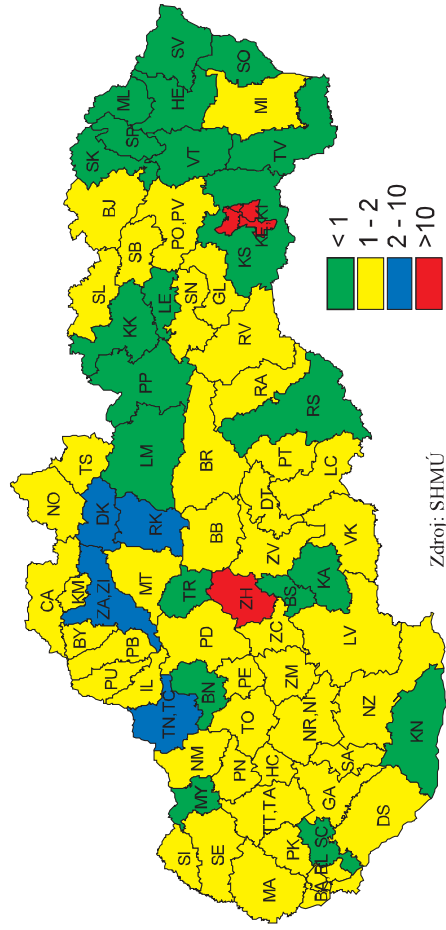 CA
NO
BY
KM
TS
SK
SL
DK
ZA,ZI
PU
BJ
ML
PB
KK
SP
SB
RK
MT
LM
IL
PP
LE
TN,TC
SV
HE
PO,PV
SI
TR
SN
VT
NM
MY
BR
PD
BN
BB
SE
GL
PN
PE
KS
SO
RV
ZH
TO
KE
RA
MI
DT
MA
TT,TA
HC
ZV
ZC
TV
PT
BS
PK
ZM
NR,NI
RS
LI
BA
SC
KA
GA
LC
SA
LV
VK
NZ
DS
KN
< 1
1 - 2
2 - 10
>10
Zdroj: SHMÚ